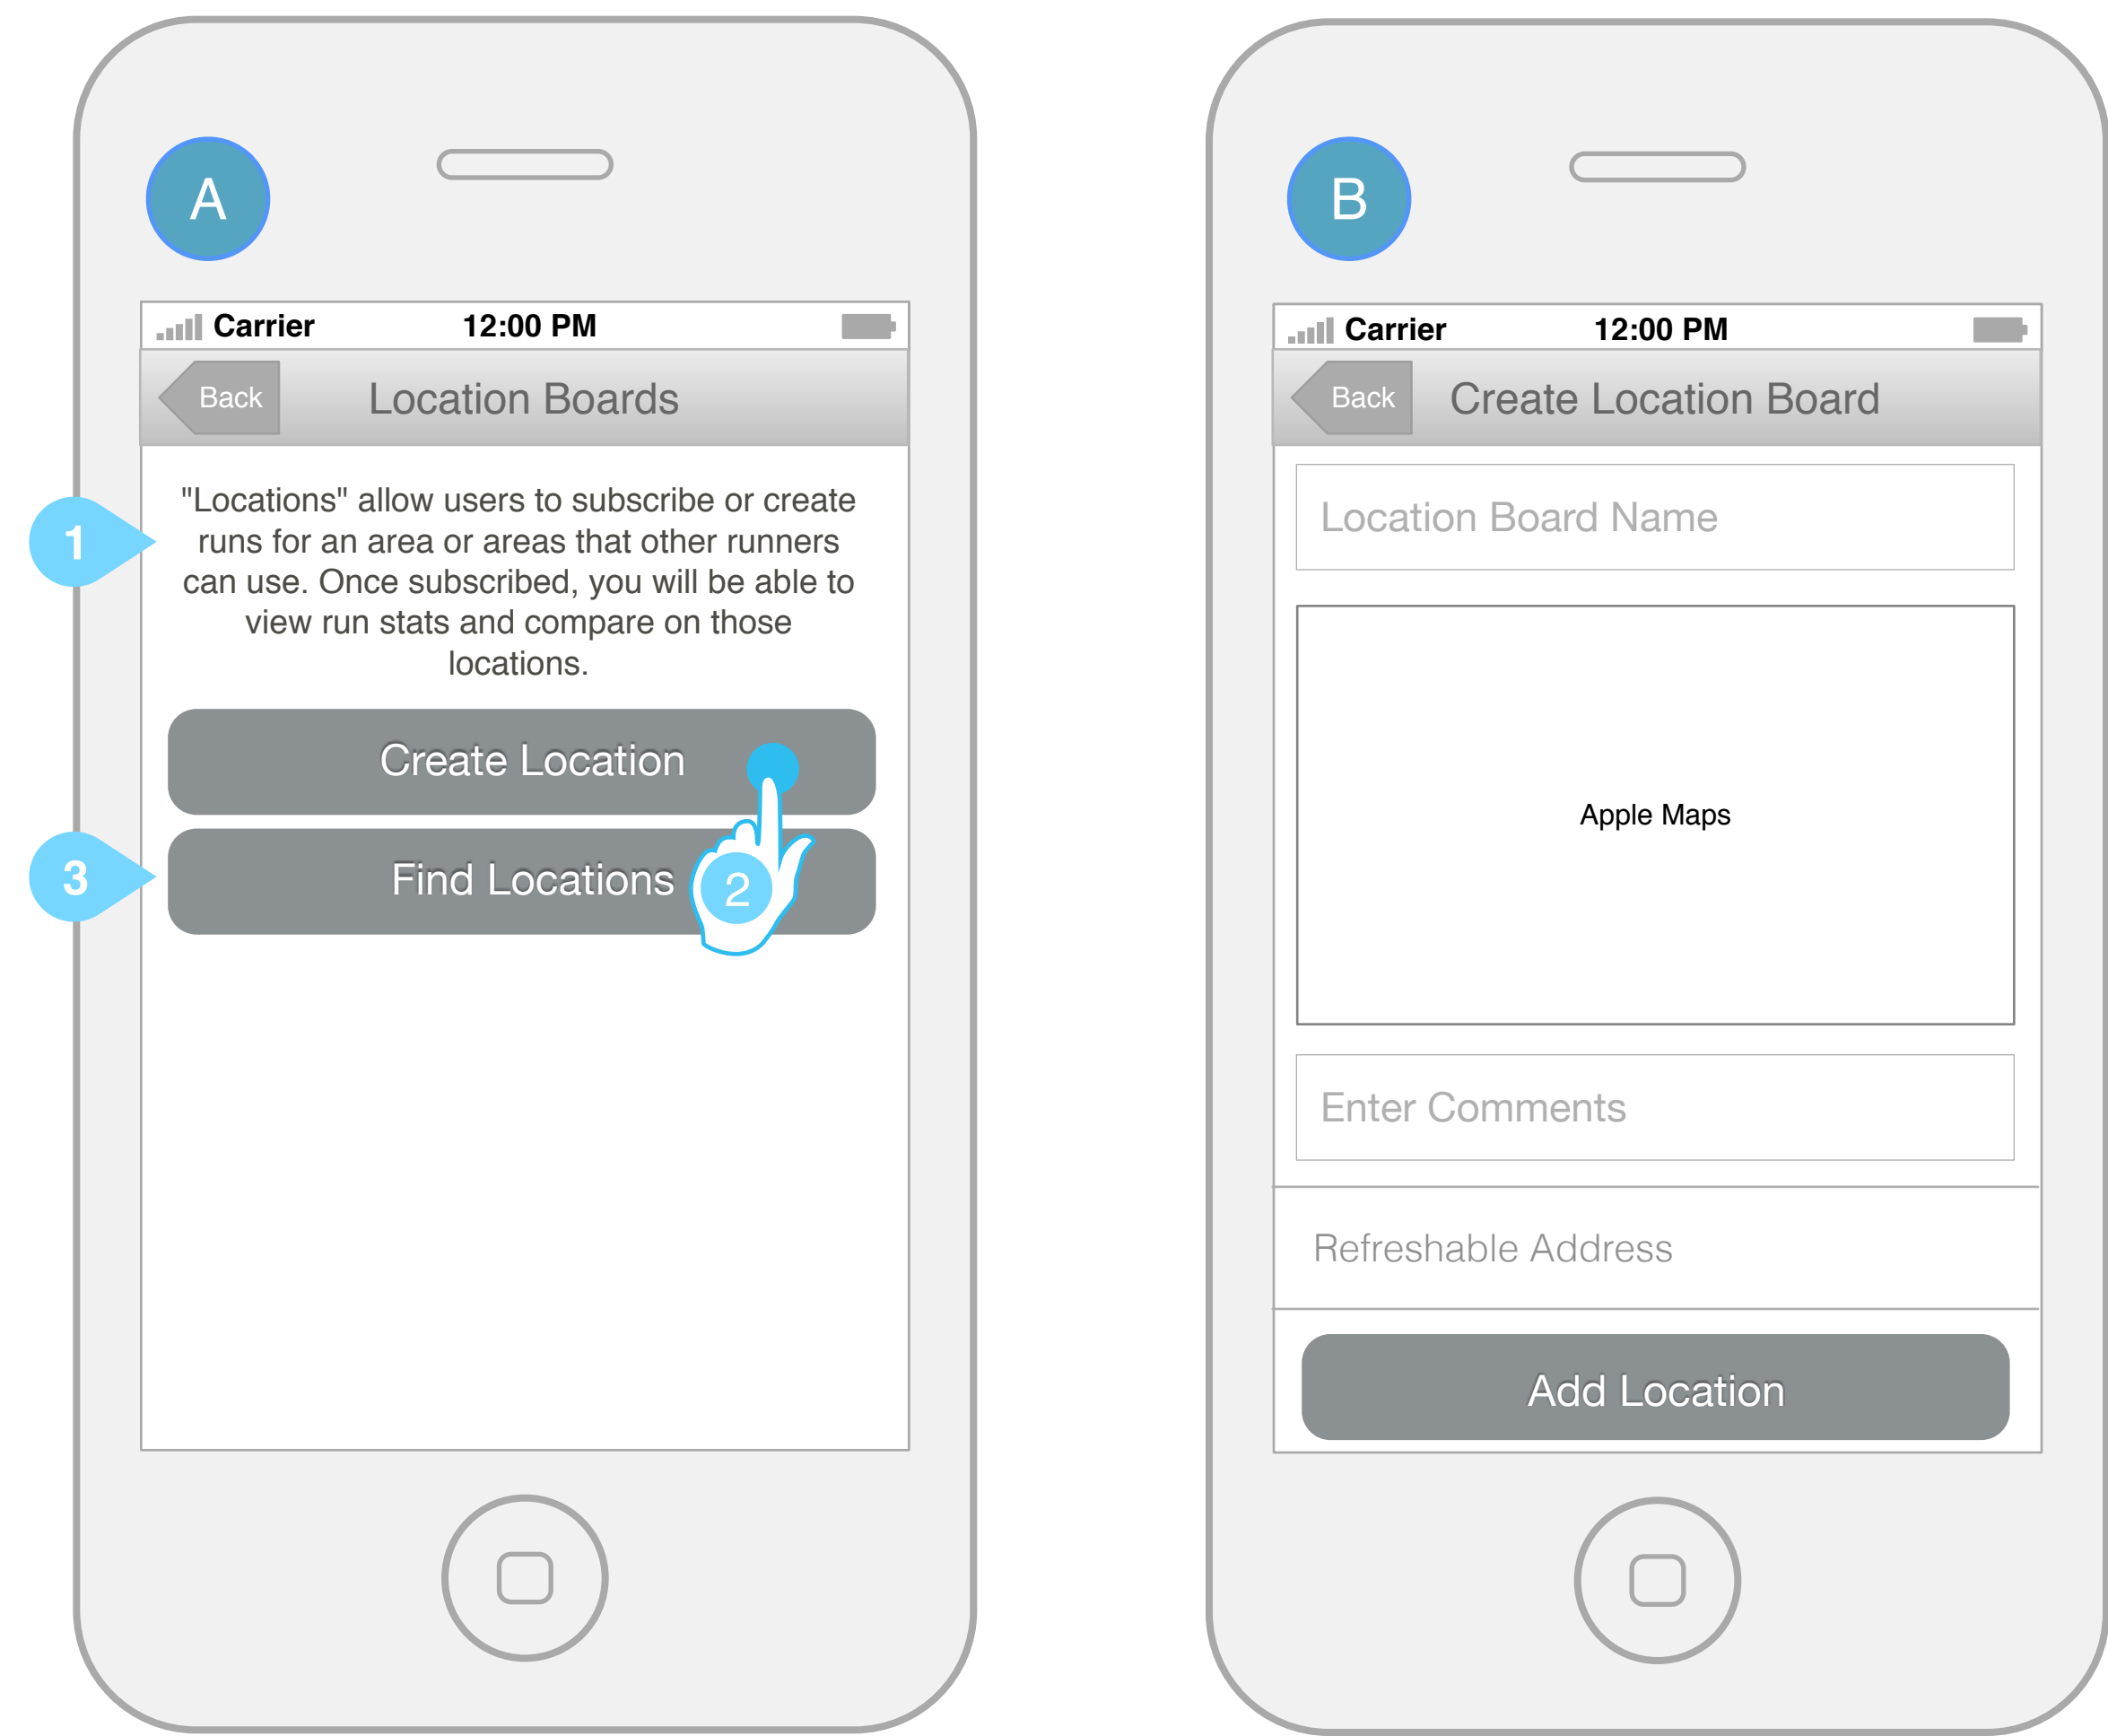 A
Carrier 12:00 PM
Back Location Boards
1
"Locations" allow users to subscribe or create
runs for an area or areas that other runners
can use. Once subscribed, you will be able to
view run stats and compare on those
locations.
Create Location
3
Find Locations
2
B
Carrier 12:00 PM
Back Create Location Board
Location Board Name
Apple Maps
Enter Comments
Refreshable Address
Add Location